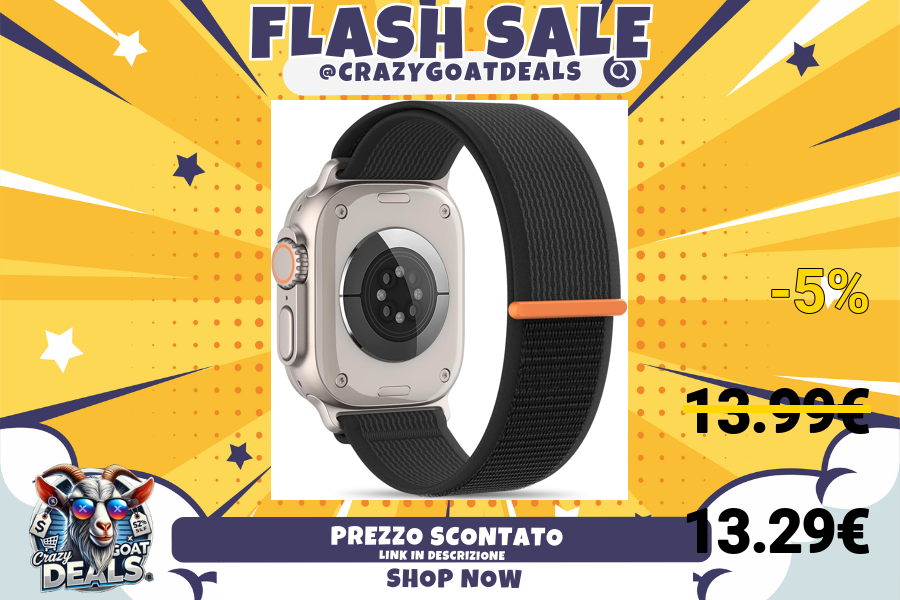 FLASH SALE
@CRAZYGOATDEALS
-5%
13.99€
13.29€
PREZZO SCONTATO
LINK IN DESCRIZIONE
SHOP NOW
$
Crazy
GOAT
DEALS